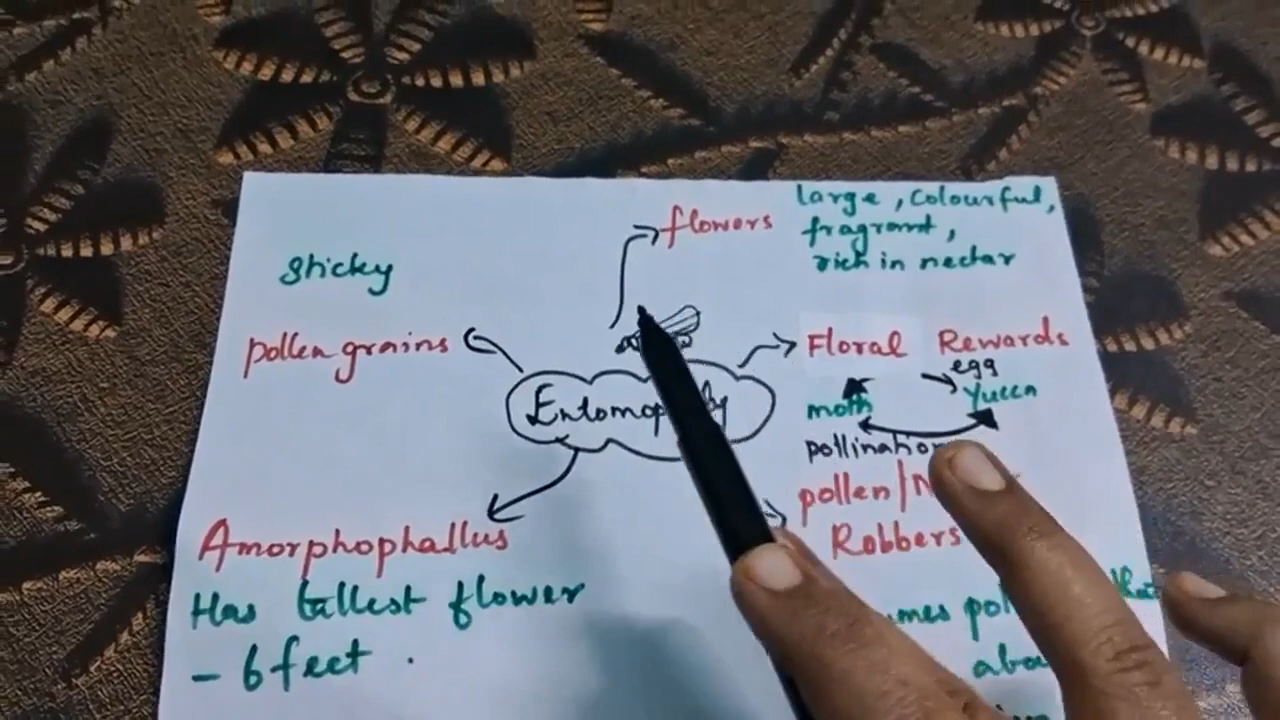 flowers
large, Colourful,
fragrant,
rich in nectar
sticky
pollen grains
Floral Rewards
egg
moth Yucca
pollination
pollen/
Robbers
Amorphophallus
Has tallest flower
- 6 feet.